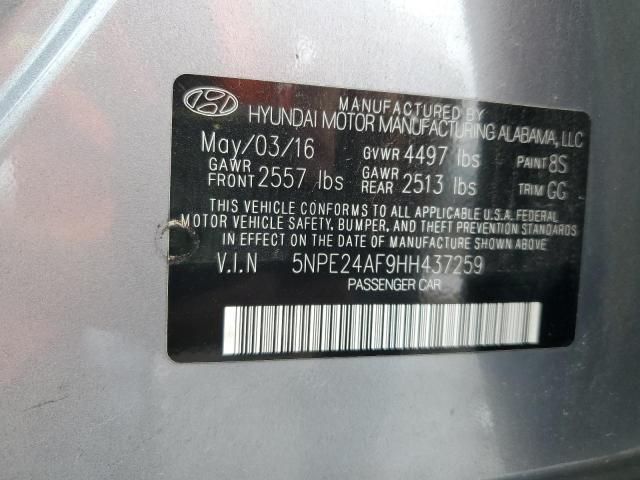 MANUFACTURED BY
HYUNDAI MOTOR MANUFACTURING ALABAMA, LLC
May/03/16 GVWR 4497 lbs PAINT 8S
GAWR FRONT 2557 lbs GAWR REAR 2513 lbs TRIM GG
THIS VEHICLE CONFORMS TO ALL APPLICABLE U.S.A. FEDERAL
MOTOR VEHICLE SAFETY, BUMPER, AND THEFT PREVENTION STANDARDS
IN EFFECT ON THE DATE OF MANUFACTURE SHOWN ABOVE.
V.I.N 5NPE24AF9HH437259
PASSENGER CAR